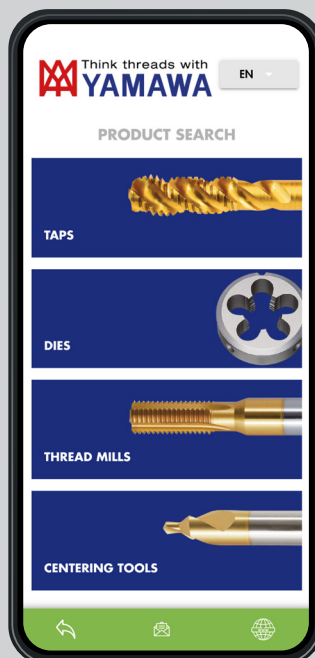 Think threads with
YAMAWA
EN
PRODUCT SEARCH
TAPS
DIES
THREAD MILLS
CENTERING TOOLS